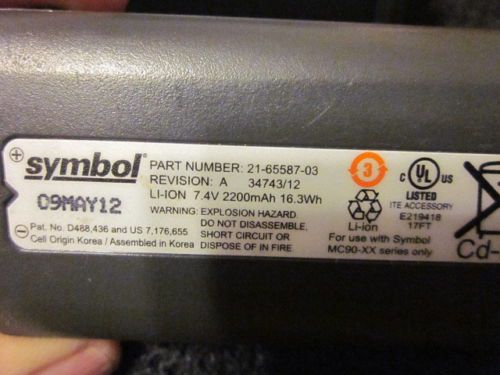 symbol
09MAY12
Pat. No. D488,436 and US 7,176,655
Cell Origin Korea / Assembled in Korea
PART NUMBER: 21-65587-03
REVISION: A 34743/12
LI-ION 7.4V 2200mAh 16.3Wh
WARNING: EXPLOSION HAZARD.
DO NOT DISASSEMBLE,
SHORT CIRCUIT OR
DISPOSE OF IN FIRE
3
Li-ion
For use with Symbol
MC90-XX series only
C UL US
LISTED
ITE ACCESSORY
E219418
17FT
Cd-